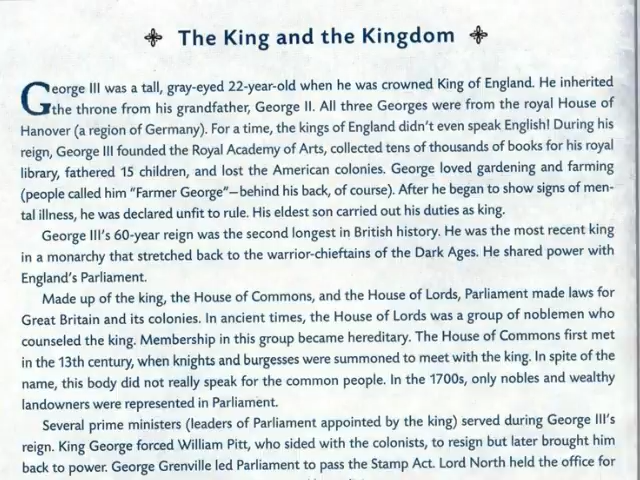 The King and the Kingdom
George III was a tall, gray-eyed 22-year-old when he was crowned King of England. He inherited
the throne from his grandfather, George II. All three Georges were from the royal House of
Hanover (a region of Germany). For a time, the kings of England didn't even speak English! During his
reign, George III founded the Royal Academy of Arts, collected tens of thousands of books for his royal
library, fathered 15 children, and lost the American colonies. George loved gardening and farming
(people called him "Farmer George"—behind his back, of course). After he began to show signs of men-
tal illness, he was declared unfit to rule. His eldest son carried out his duties as king.
George III's 60-year reign was the second longest in British history. He was the most recent king
in a monarchy that stretched back to the warrior-chieftains of the Dark Ages. He shared power with
England's Parliament.
Made up of the king, the House of Commons, and the House of Lords, Parliament made laws for
Great Britain and its colonies. In ancient times, the House of Lords was a group of noblemen who
counseled the king. Membership in this group became hereditary. The House of Commons first met
in the 13th century, when knights and burgesses were summoned to meet with the king. In spite of the
name, this body did not really speak for the common people. In the 1700s, only nobles and wealthy
landowners were represented in Parliament.
Several prime ministers (leaders of Parliament appointed by the king) served during George III's
reign. King George forced William Pitt, who sided with the colonists, to resign but later brought him
back to power. George Grenville led Parliament to pass the Stamp Act. Lord North held the office for